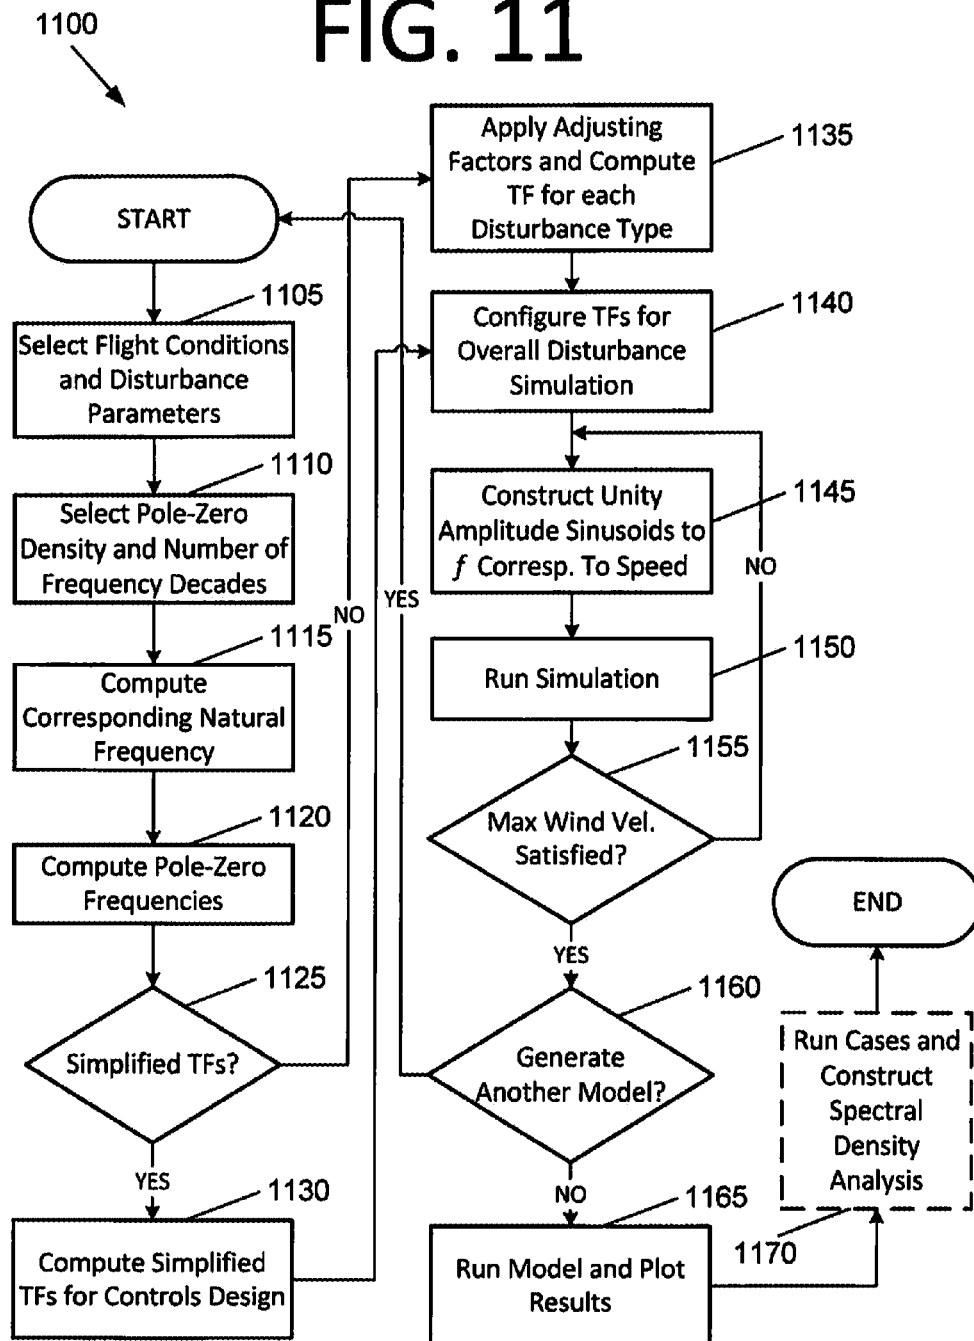 FIG. 11
1100
START
1105
Select Flight Conditions
and Disturbance
Parameters
1110
Select Pole-Zero
Density and Number of
Frequency Decades
1115
Compute
Corresponding Natural
Frequency
1120
Compute Pole-Zero
Frequencies
1125
Simplified TFs?
NO
YES
1130
Compute Simplified
TFs for Controls Design
1135
Apply Adjusting
Factors and Compute
TF for each
Disturbance Type
1140
Configure TFs for
Overall Disturbance
Simulation
1145
Construct Unity
Amplitude Sinusoids to
f Corresp. To Speed
1150
Run Simulation
1155
Max Wind Vel.
Satisfied?
NO
YES
1160
Generate
Another Model?
YES
NO
1165
Run Model and Plot
Results
1170
Run Cases and
Construct
Spectral
Density
Analysis
END